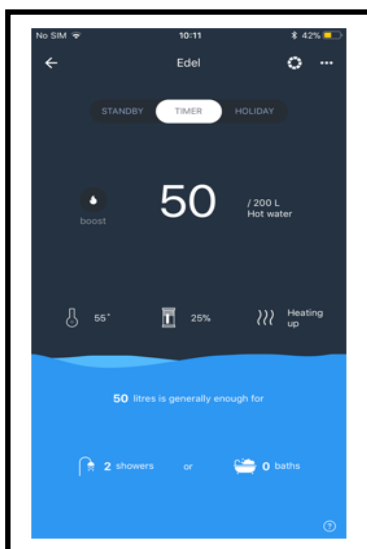 No SIM 10:11 42%
Edel
STANDBY TIMER HOLIDAY
50
/ 200 L
Hot water
boost
55°
25%
Heating
up
50 litres is generally enough for
2 showers or 0 baths
?